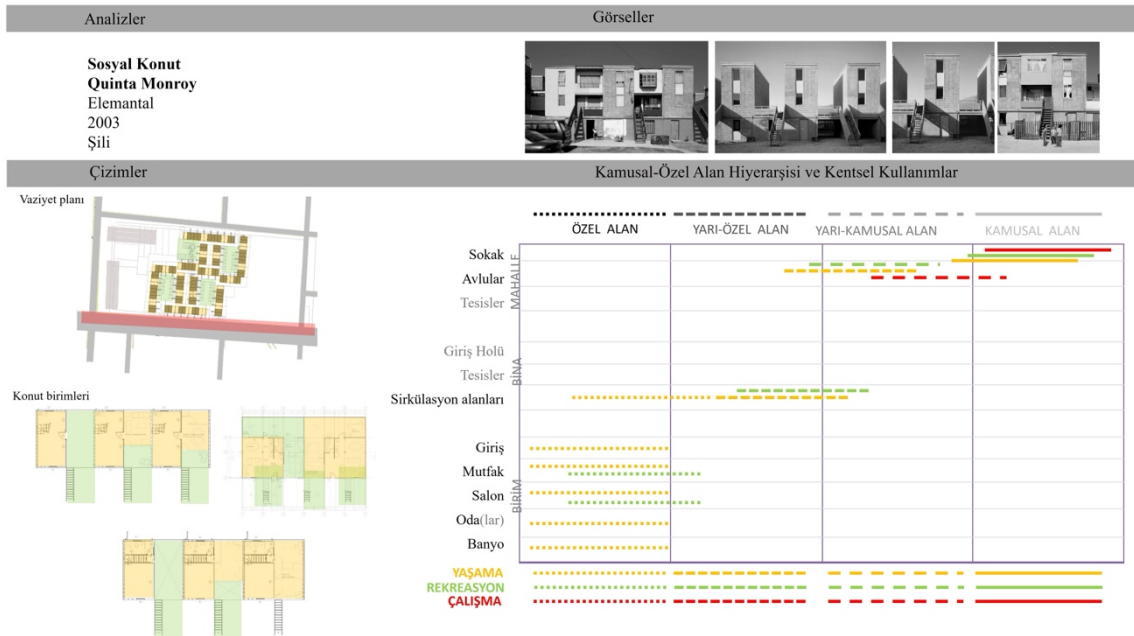 Analizler
Görseller
Sosyal Konut
Quinta Monroy
Elemantal
2003
Şili
Çizimler
Kamusal-Özel Alan Hiyerarşisi ve Kentsel Kullanımlar
Vaziyet planı
Konut birimleri
ÖZEL ALAN
YARI-ÖZEL ALAN
YARI-KAMUSAL ALAN
KAMUSAL ALAN
MAHALLE
Sokak
Avlular
Tesisler
BİNA
Giriş Holü
Tesisler
Sirkülasyon alanları
BİRİM
Giriş
Mutfak
Salon
Oda(lar)
Banyo
YAŞAMA
REKREASYON
ÇALIŞMA